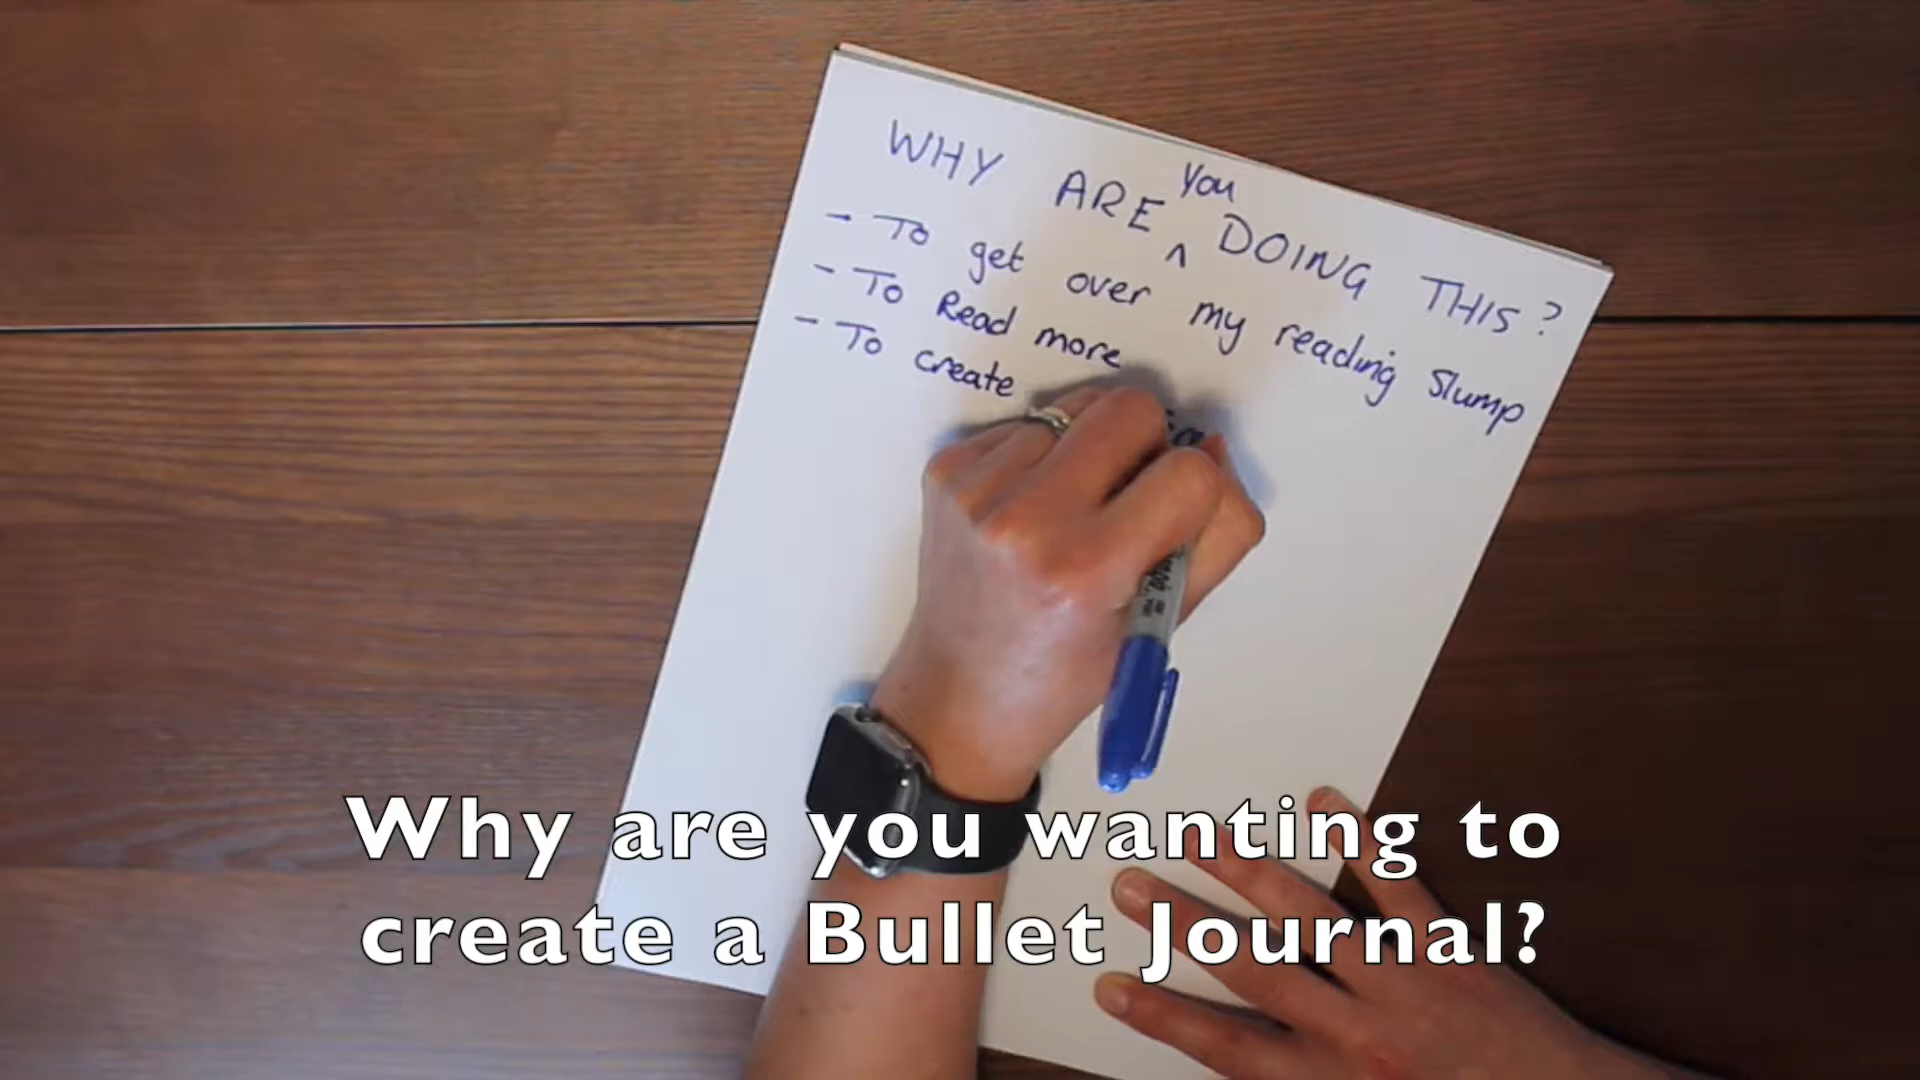 WHY ARE you DOING THIS?
- To get over my reading Slump
- To Read more
- To create
Why are you wanting to
create a Bullet Journal?